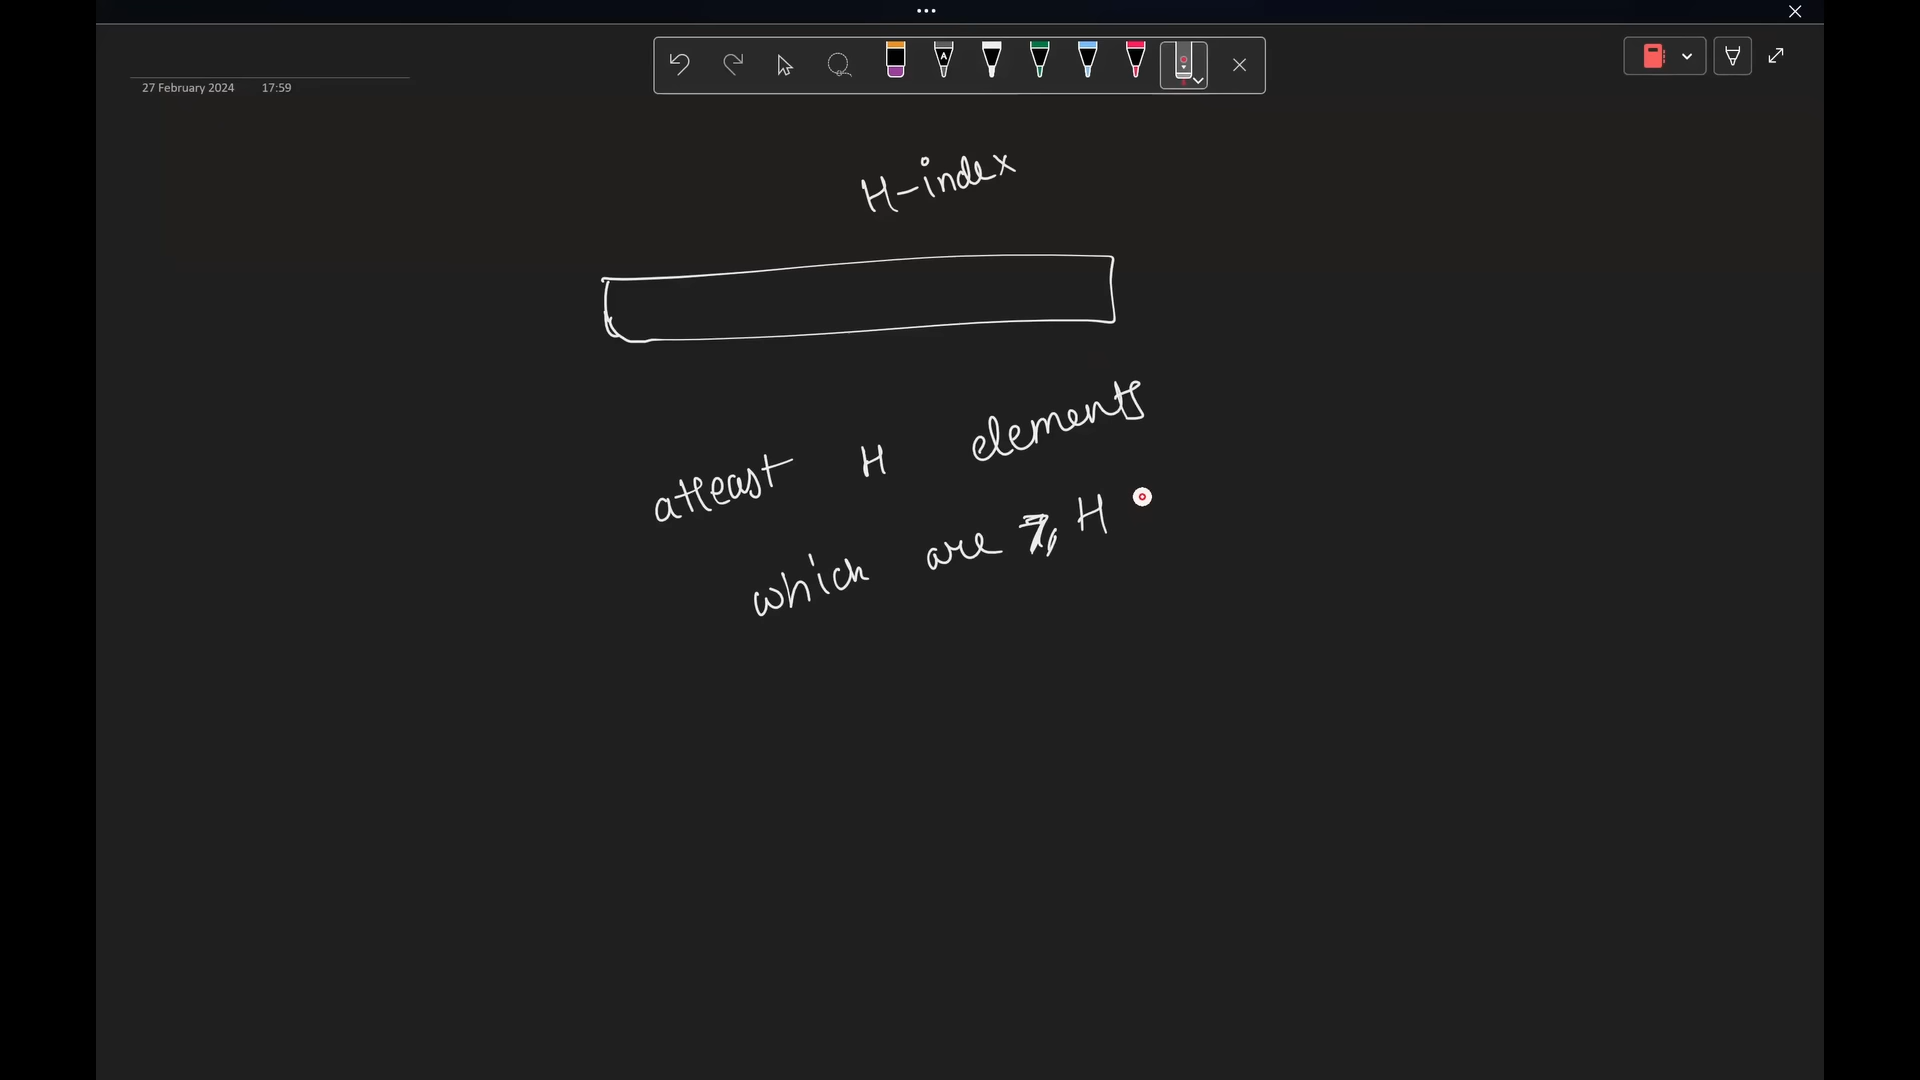 27 February 2024 17:59
H-index
atleast H elements
which are ≥ H